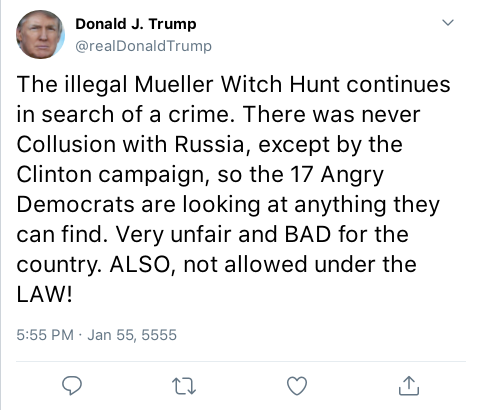 Donald J. Trump
@realDonaldTrump
The illegal Mueller Witch Hunt continues
in search of a crime. There was never
Collusion with Russia, except by the
Clinton campaign, so the 17 Angry
Democrats are looking at anything they
can find. Very unfair and BAD for the
country. ALSO, not allowed under the
LAW!
5:55 PM · Jan 55, 5555